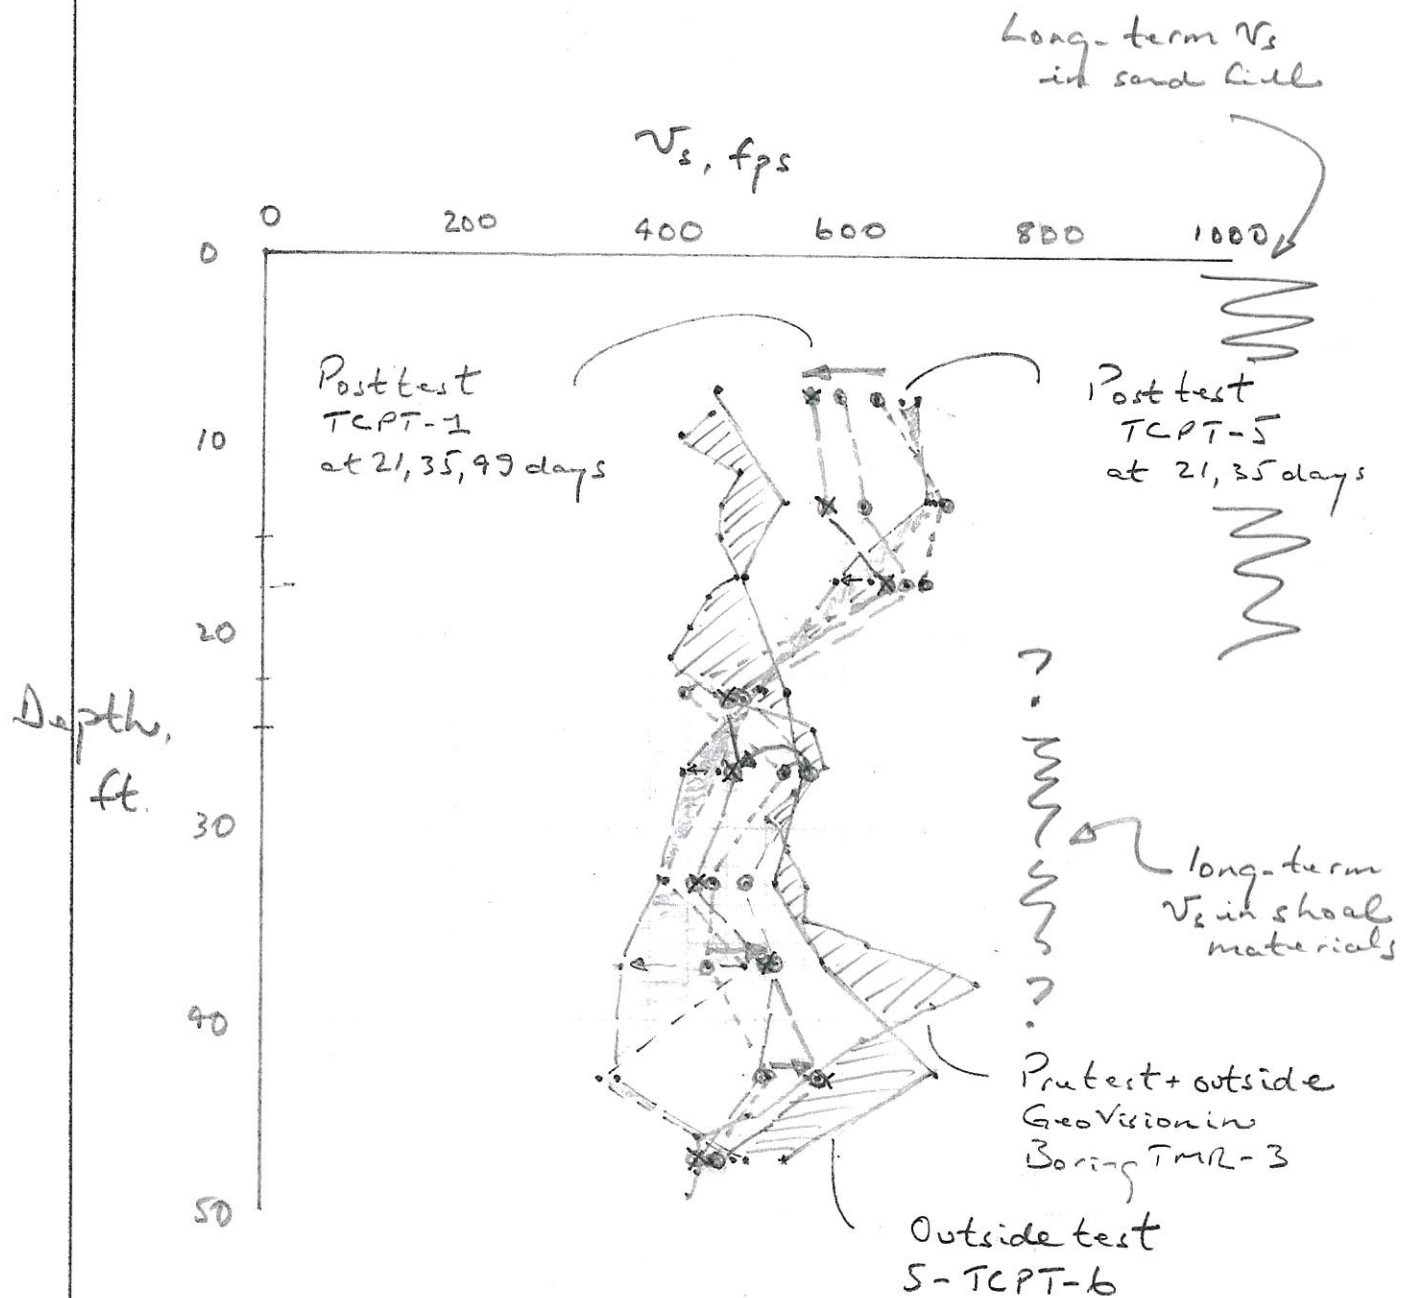 Long-term Vs
in sand fill
Vs, fps
0 200 400 600 800 1000
0
10
20
30
40
50
Depth,
ft.
Posttest
TCPT-1
at 21, 35, 49 days
Posttest
TCPT-5
at 21, 35 days
?
long-term
Vs in shoal
materials
?
Pretest + outside
GeoVision in
Boring TMR-3
Outside test
S-TCPT-6